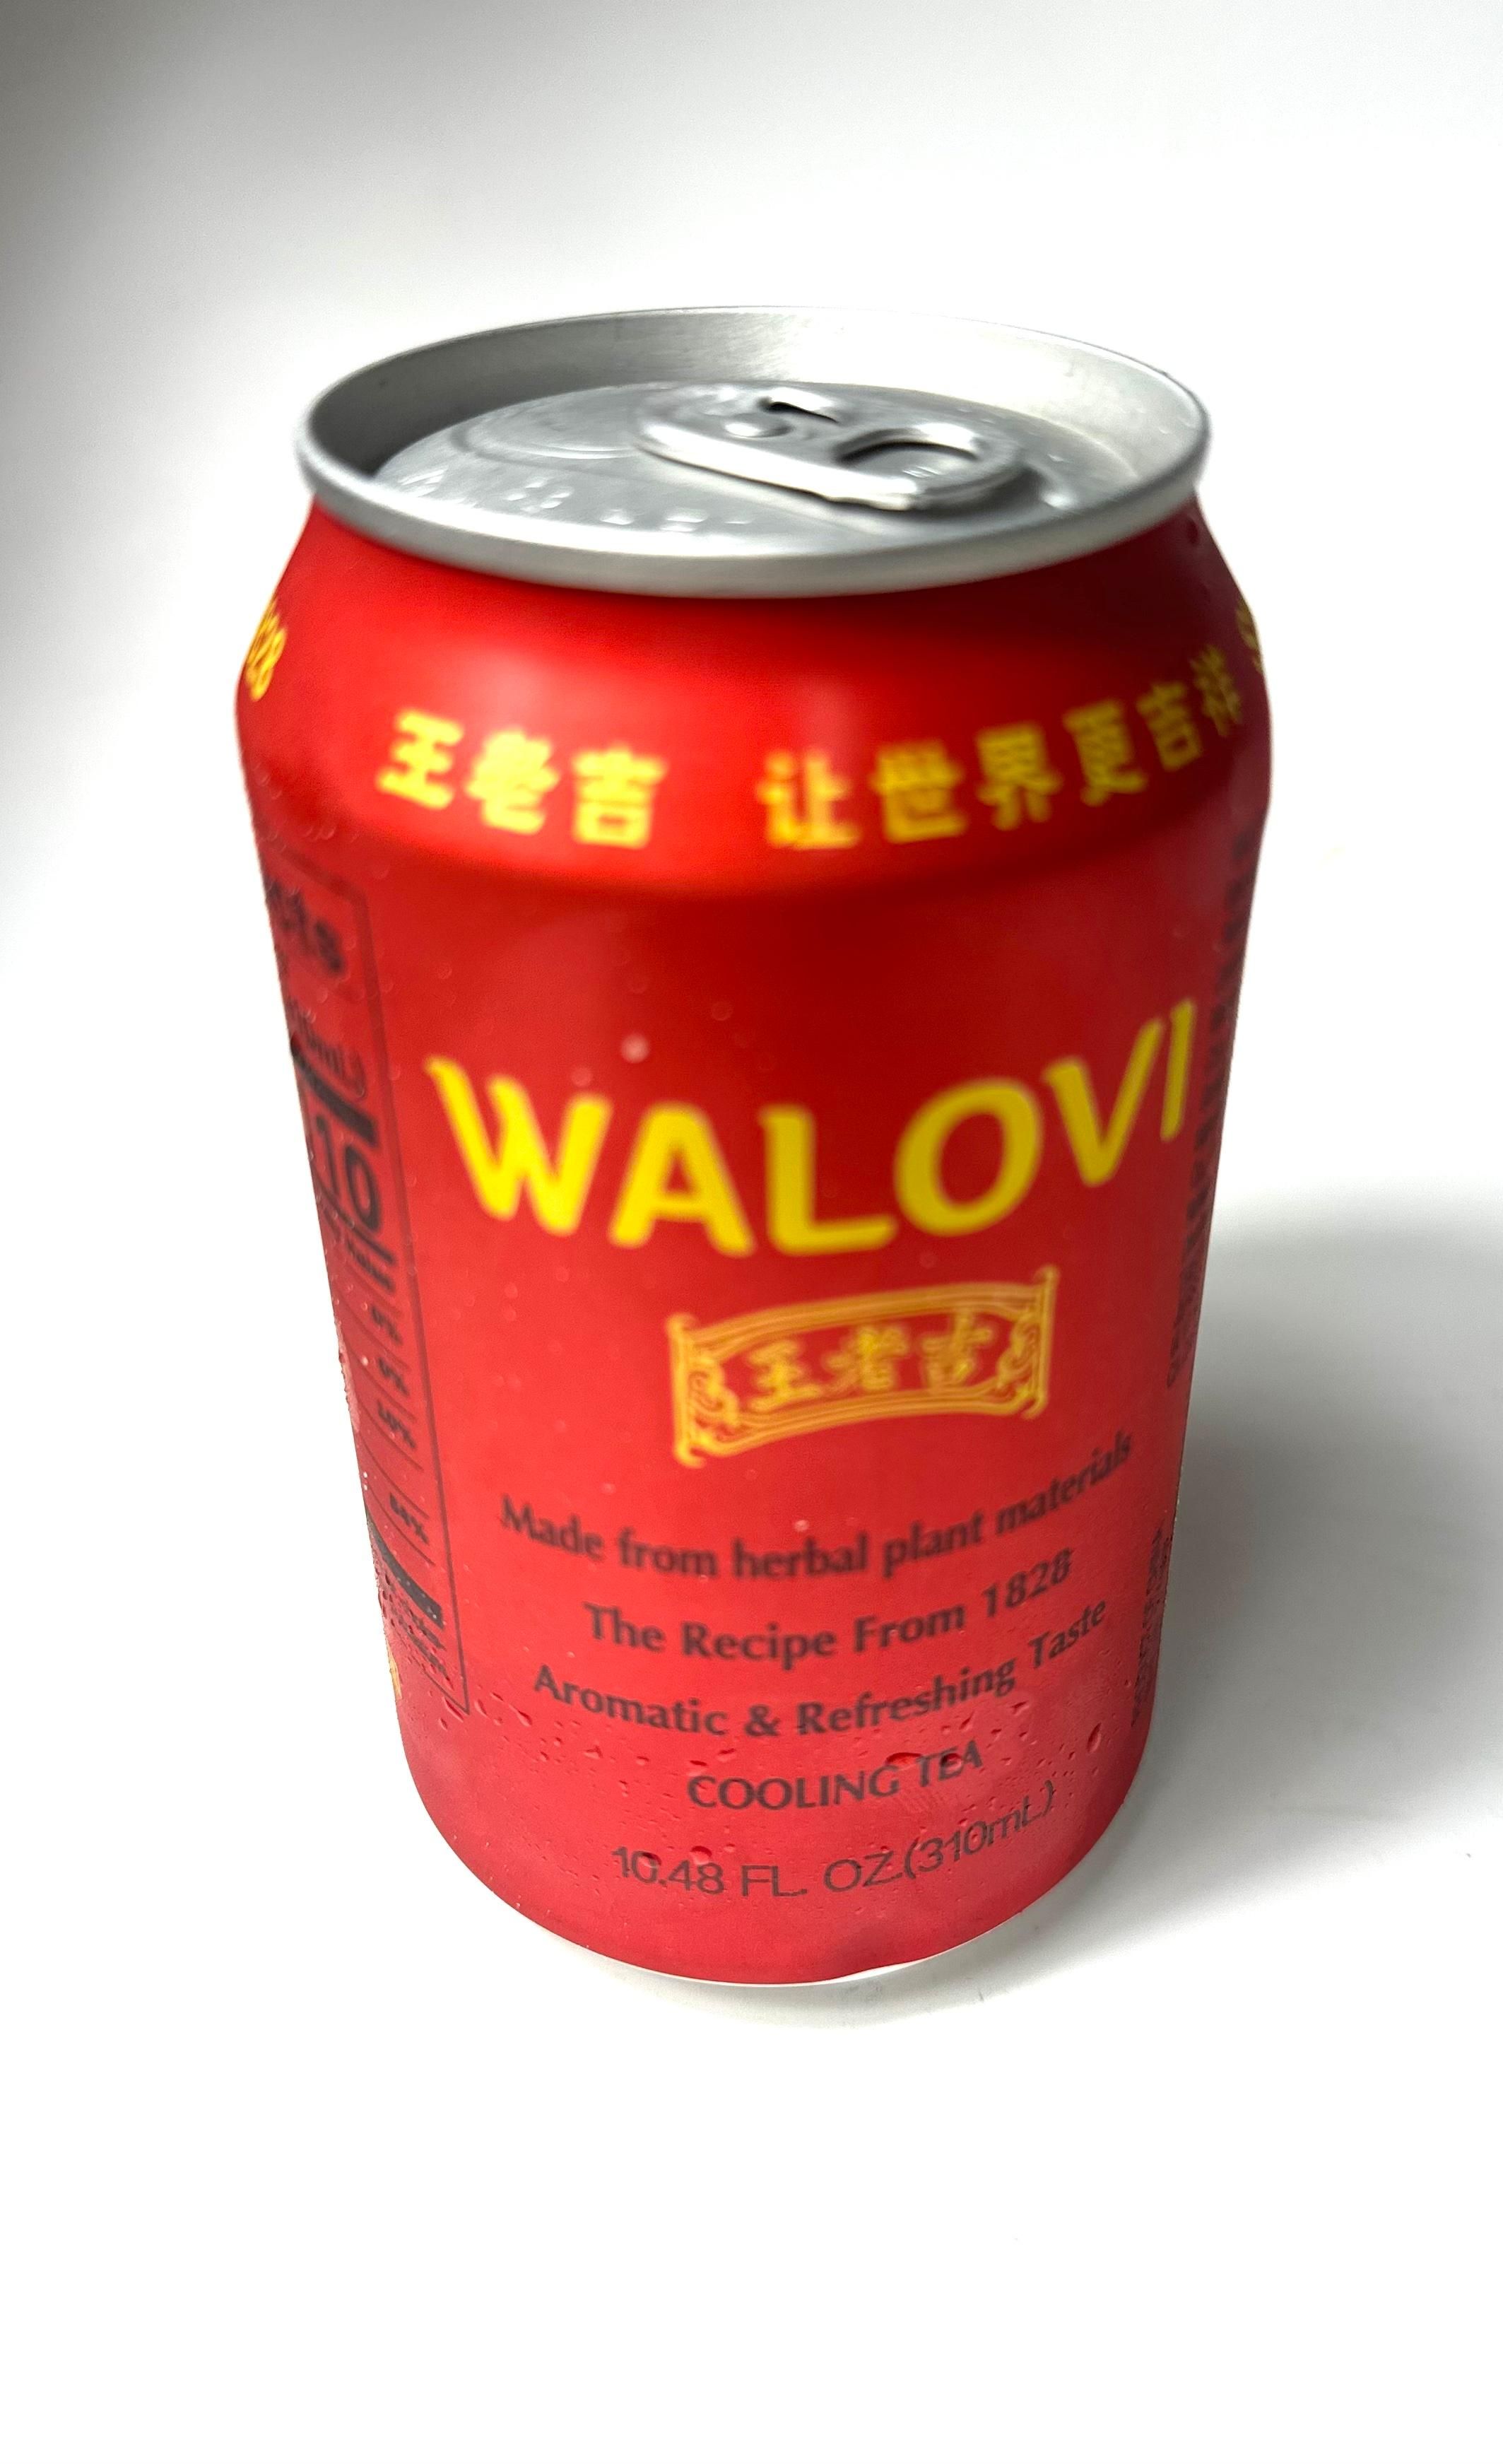 1828
王老吉 让世界更吉祥
WALOVI
王老吉
Made from herbal plant materials
The Recipe From 1828
Aromatic & Refreshing Taste
COOLING TEA
10.48 FL. OZ.(310mL)